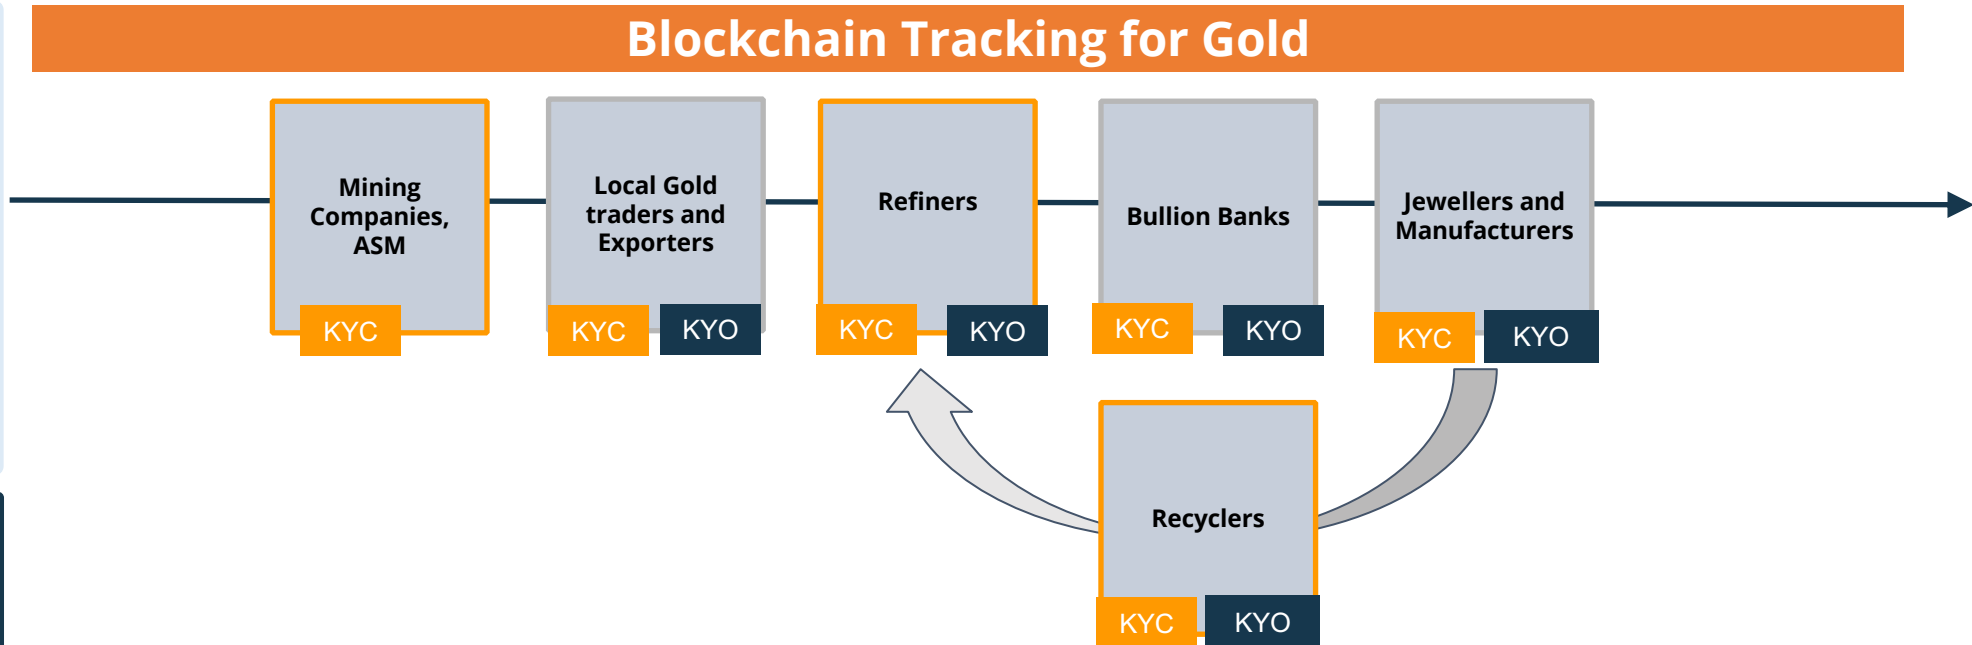 Blockchain Tracking for Gold
Mining
Companies,
ASM
KYC
Local Gold
traders and
Exporters
KYC
KYO
Refiners
KYC
KYO
Bullion Banks
KYC
KYO
Jewellers and
Manufacturers
KYC
KYO
Recyclers
KYC
KYO